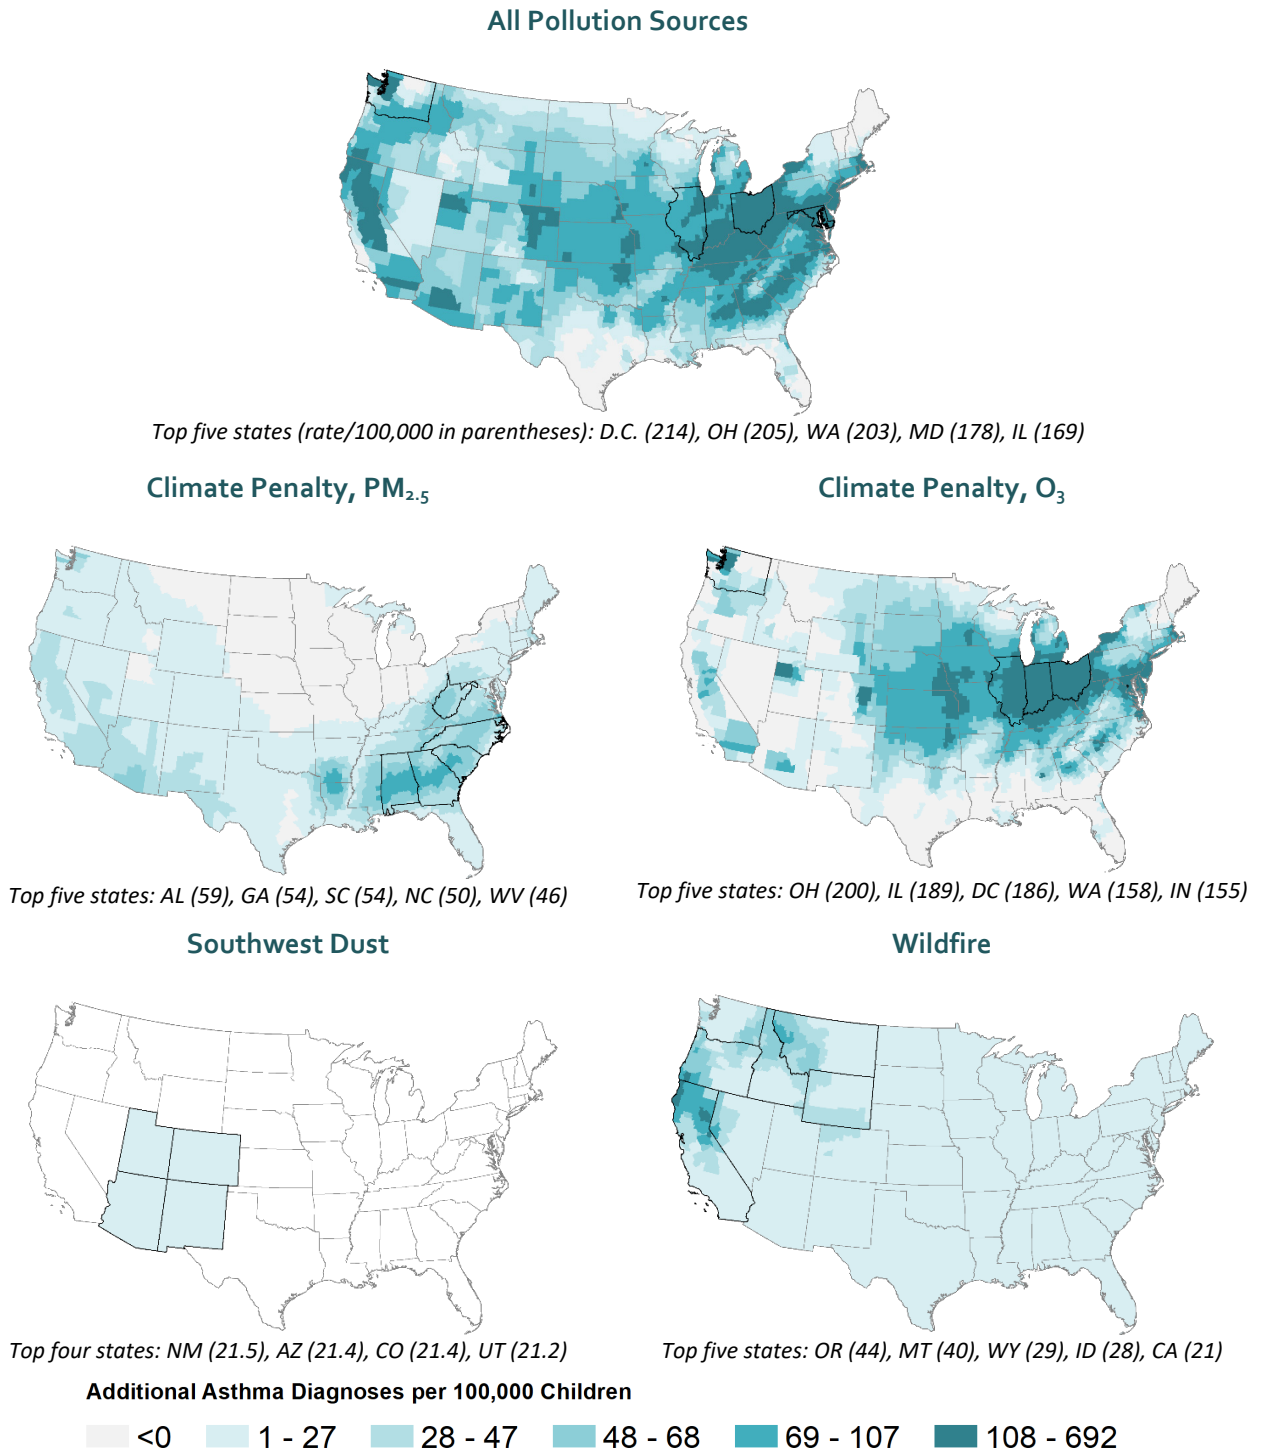 All Pollution Sources
Top five states (rate/100,000 in parentheses): D.C. (214), OH (205), WA (203), MD (178), IL (169)
Climate Penalty, PM2.5
Climate Penalty, O3
Top five states: AL (59), GA (54), SC (54), NC (50), WV (46)
Top five states: OH (200), IL (189), DC (186), WA (158), IN (155)
Southwest Dust
Wildfire
Top four states: NM (21.5), AZ (21.4), CO (21.4), UT (21.2)
Top five states: OR (44), MT (40), WY (29), ID (28), CA (21)
Additional Asthma Diagnoses per 100,000 Children
<0 1 - 27 28 - 47 48 - 68 69 - 107 108 - 692